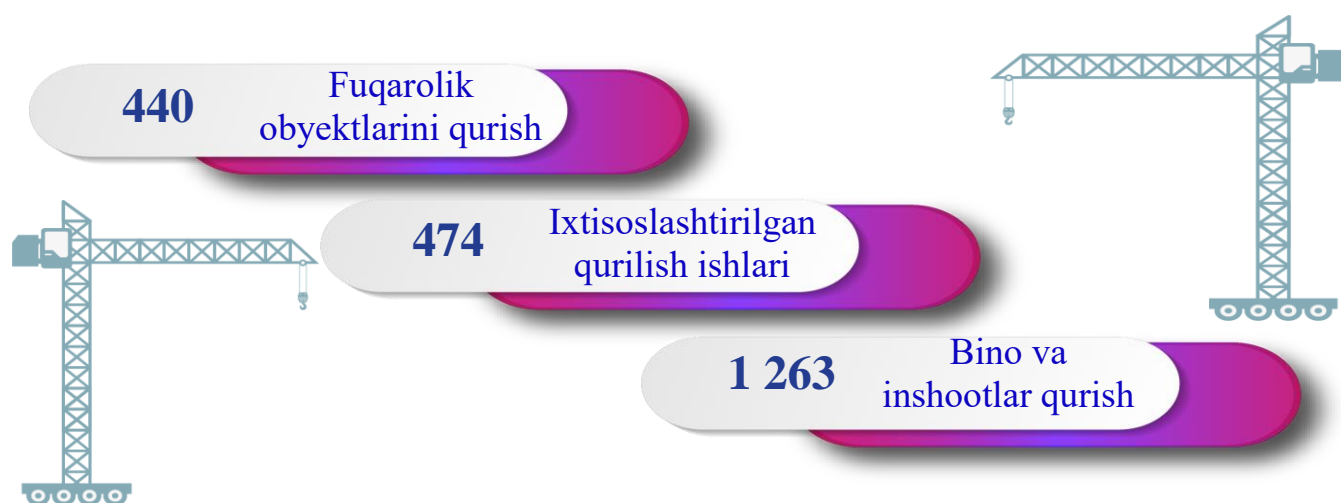 440
Fuqarolik
obyektlarini qurish
474
Ixtisoslashtirilgan
qurilish ishlari
1 263
Bino va
inshootlar qurish